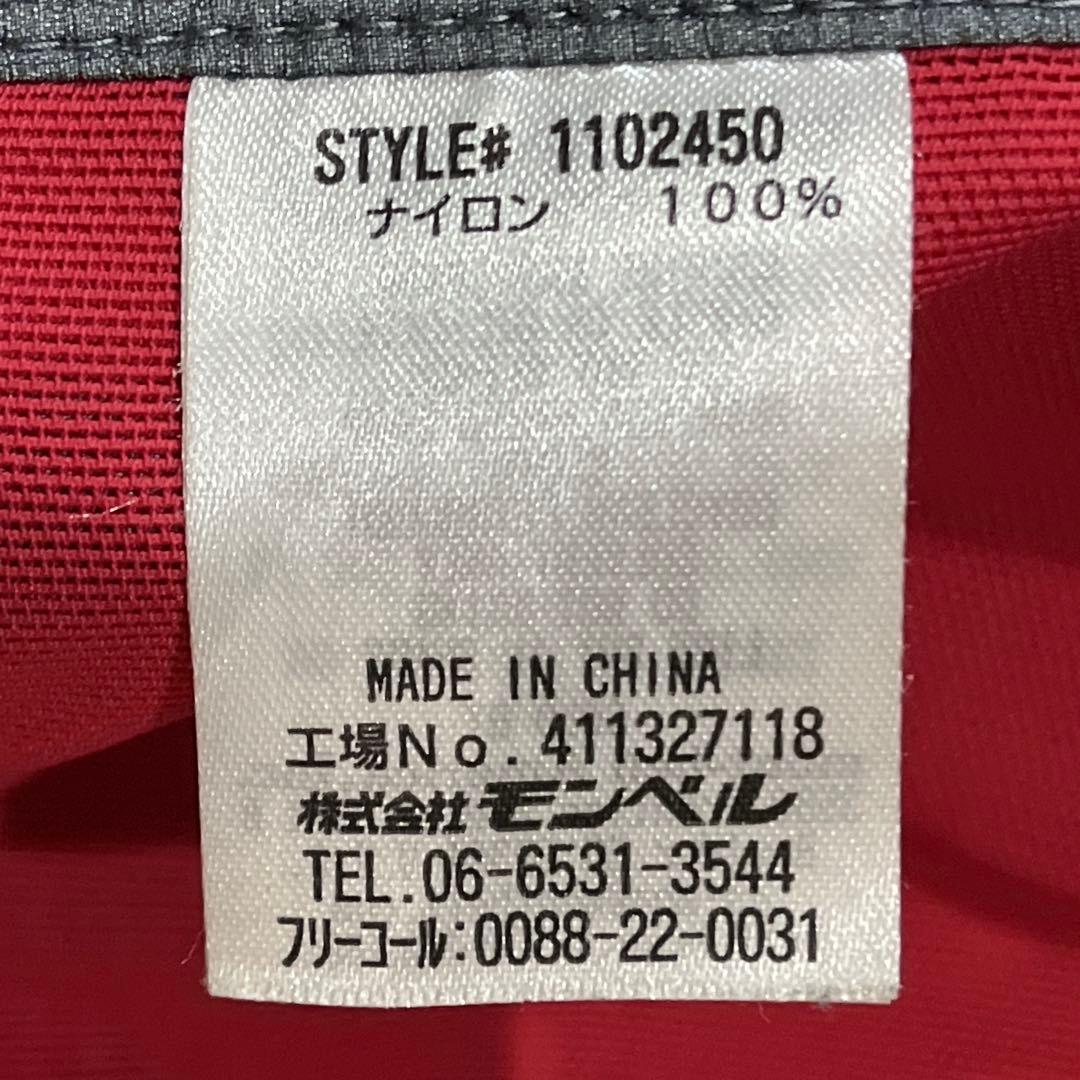 STYLE# 1102450
ナイロン 100%
MADE IN CHINA
工場No.411327118
株式会社モンベル
TEL.06-6531-3544
フリーコール:0088-22-0031